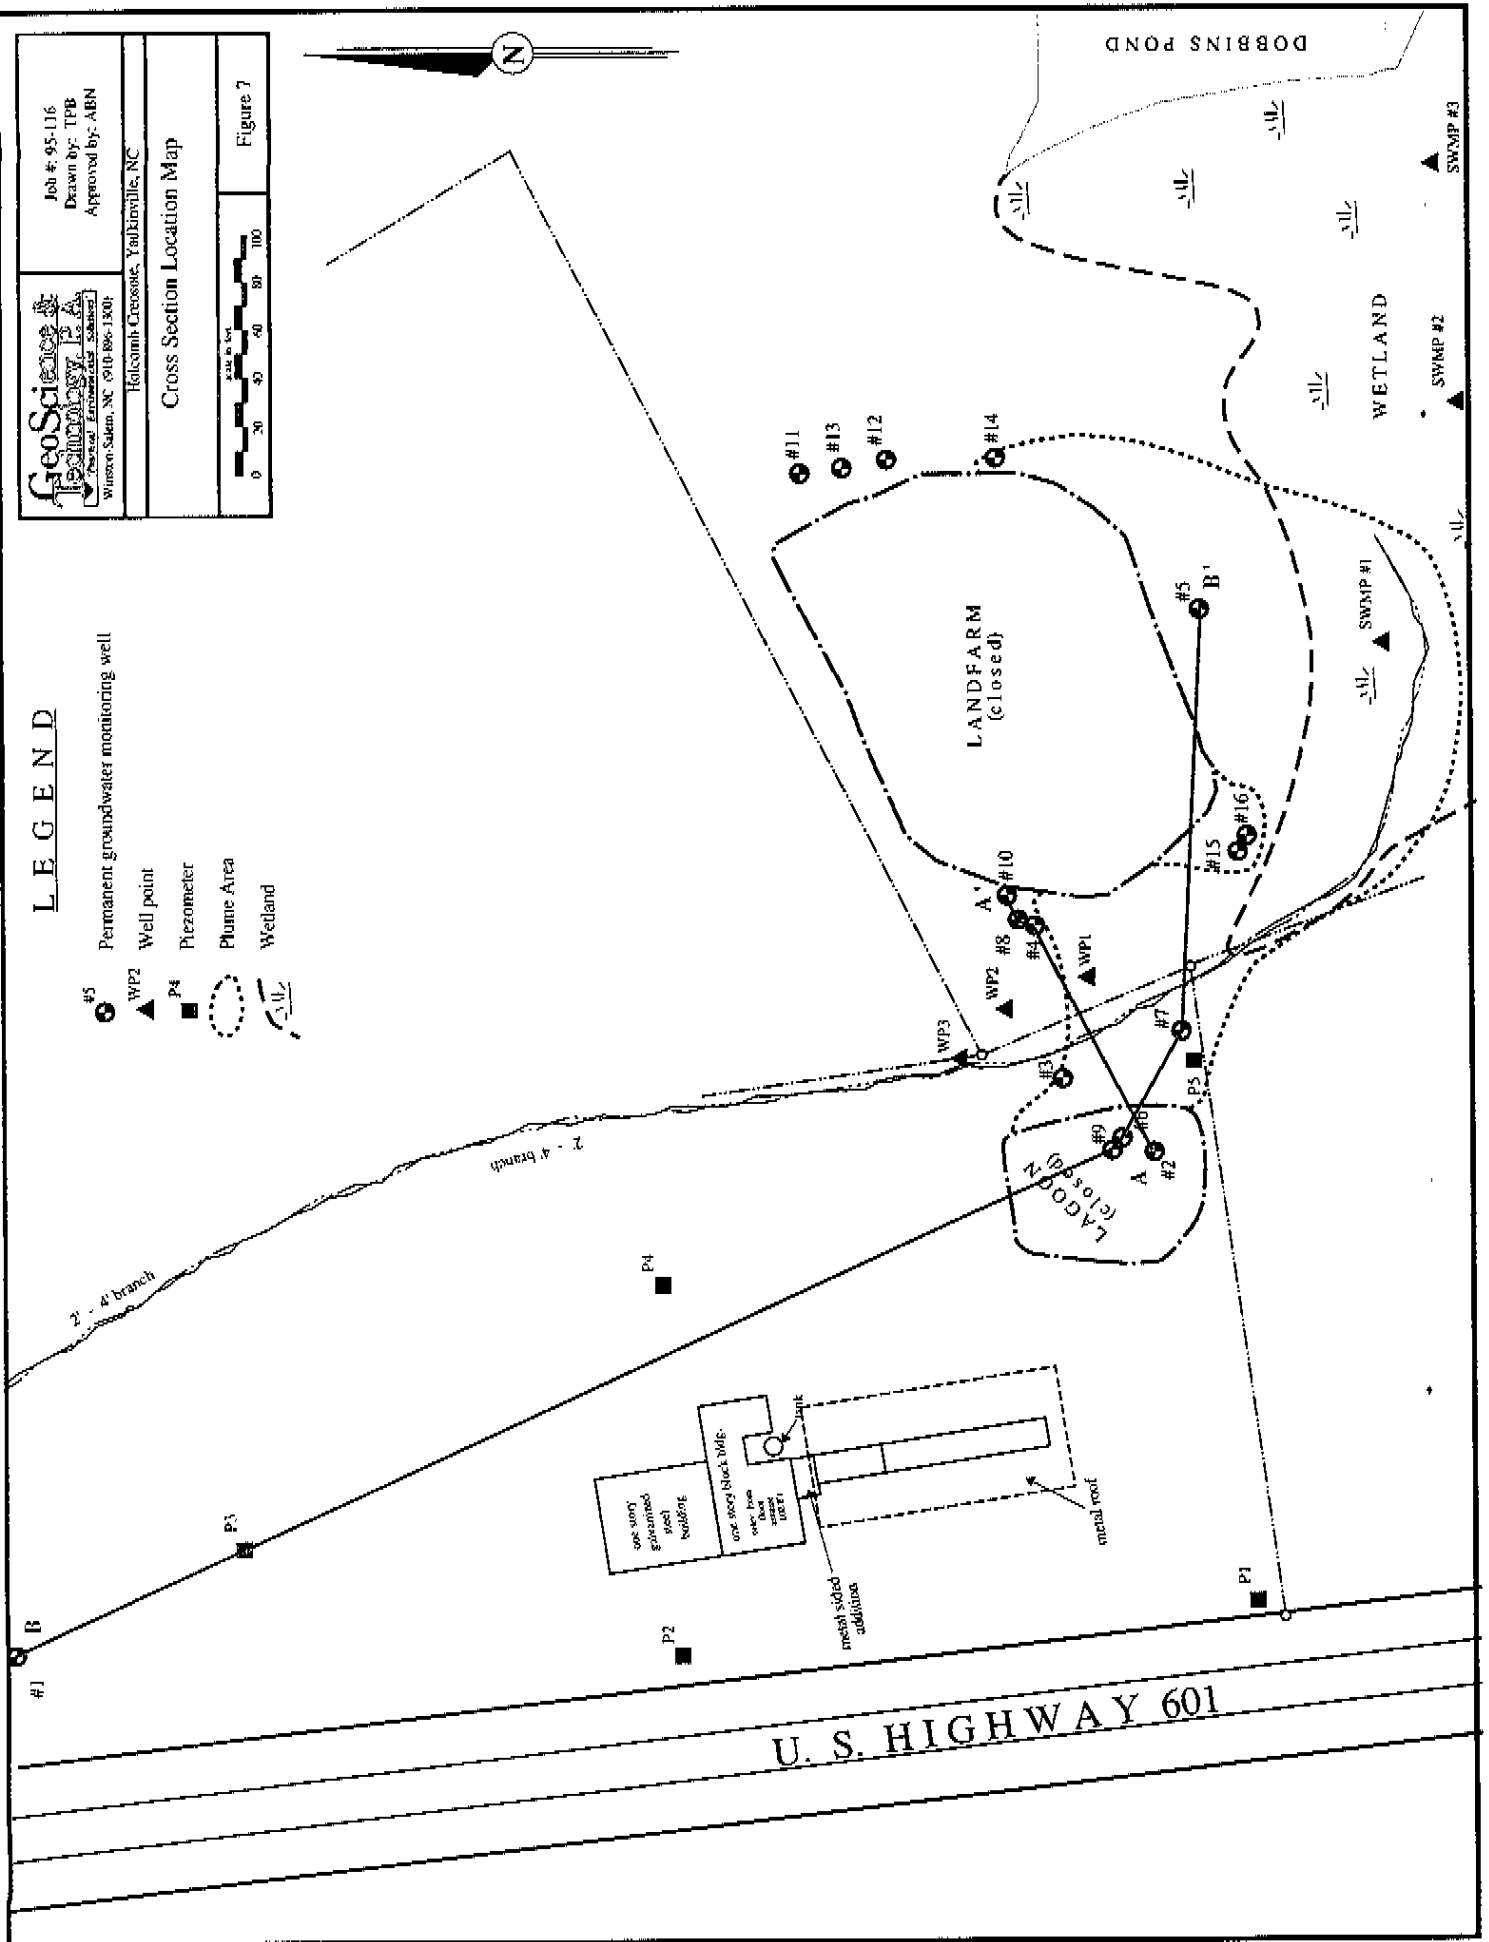 GeoScience &
Technology, P.A.
Winston-Salem, NC (910-896-1300)
Job #: 95-116
Drawn by: TPB
Approved by: ABN
Holcomb Creosote, Yadkinville, NC
Cross Section Location Map
scale in feet
0 20 40 60 80 100
Figure 7
N
LEGEND
#5 Permanent groundwater monitoring well
WP2 Well point
P4 Piezometer
Plume Area
Wetland
DOBBINS POND
#11
#13
#12
#14
WETLAND
SWMP #3
SWMP #2
SWMP #1
LANDFARM
(closed)
#5
B'
#16
#15
A'
#10
#8
#4
WP2
WP1
WP3
#3
#7
P5
#9
#6
A
#2
LAGOON
(closed)
2' - 4' branch
2' - 4' branch
P4
P3
B
#1
P2
P1
one story
galvanized
steel
building
one story block bldg.
tank
metal sided
addition
metal roof
U. S. HIGHWAY 601